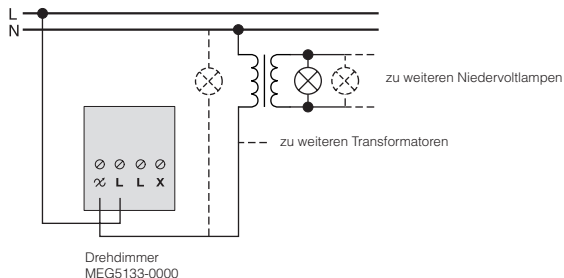 L
N
zu weiteren Niedervoltlampen
zu weiteren Transformatoren
L L X
Drehdimmer
MEG5133-0000